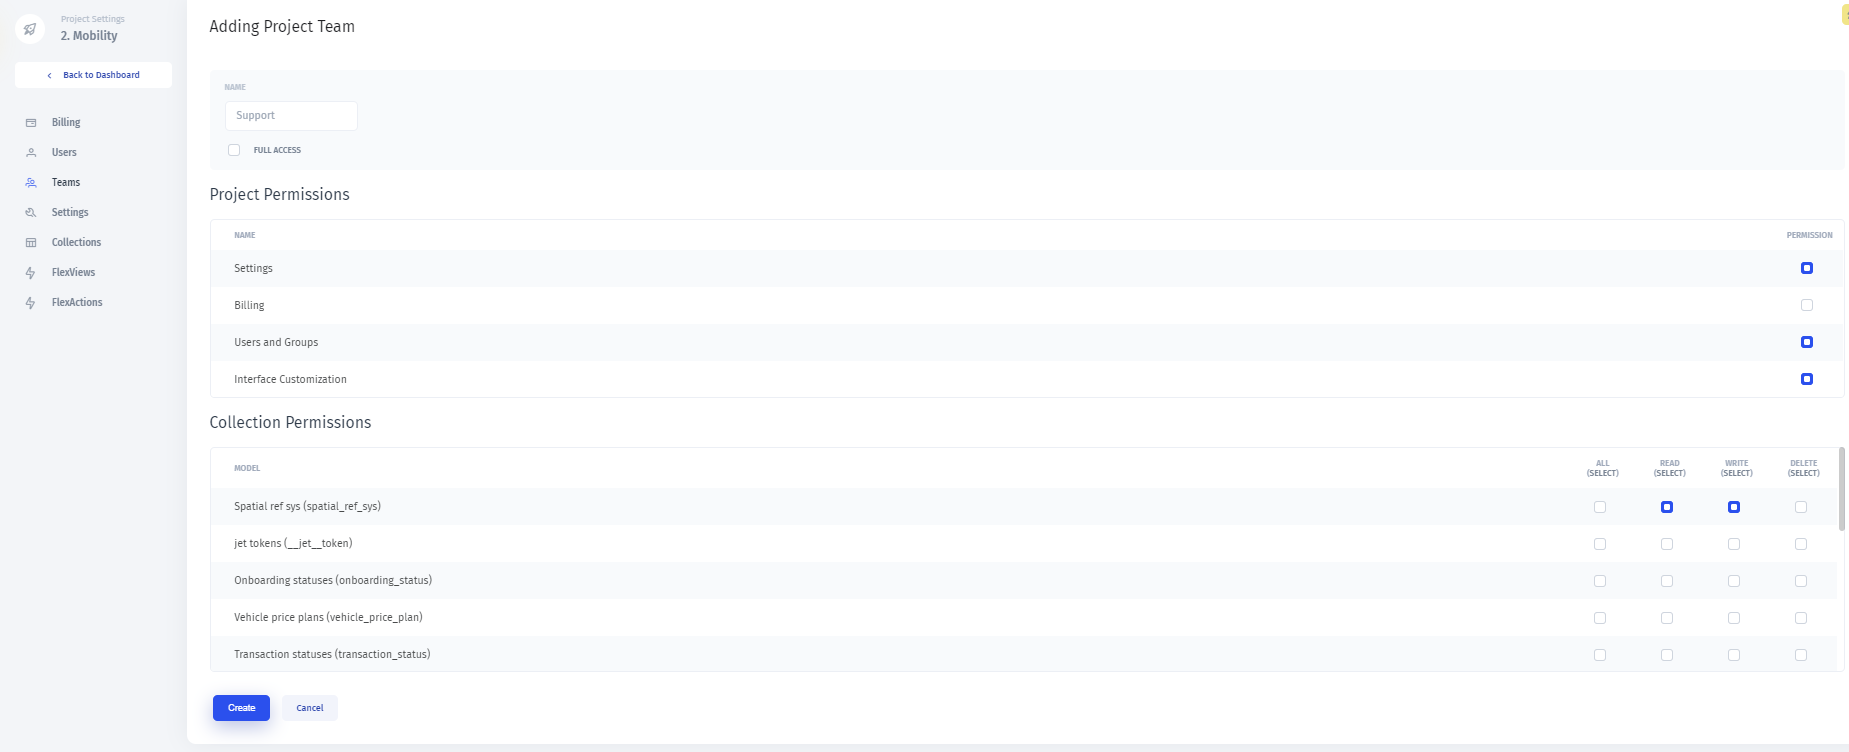 Project Settings
2. Mobility
Back to Dashboard
Billing
Users
Teams
Settings
Collections
FlexViews
FlexActions
Adding Project Team
NAME
Support
FULL ACCESS
Project Permissions
NAME PERMISSION
Settings
Billing
Users and Groups
Interface Customization
Collection Permissions
MODEL ALL (SELECT) READ (SELECT) WRITE (SELECT) DELETE (SELECT)
Spatial ref sys (spatial_ref_sys)
jet tokens (__jet__token)
Onboarding statuses (onboarding_status)
Vehicle price plans (vehicle_price_plan)
Transaction statuses (transaction_status)
Create Cancel